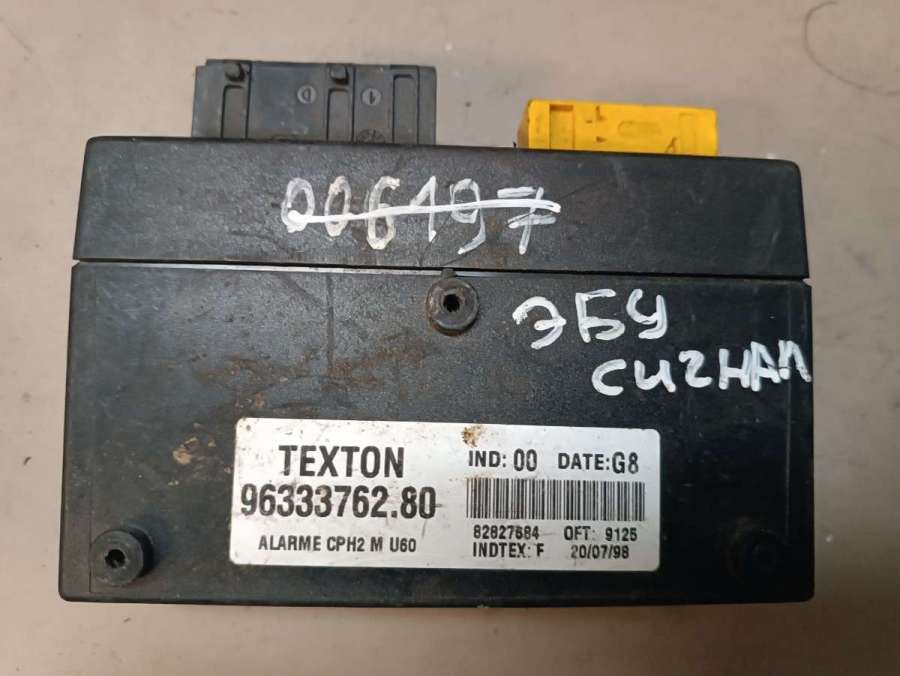 006197
ЭБУ
СИГНАЛ
TEXTON
96333762.80
ALARME CPH2 M U60
IND: 00 DATE: G8
82827684 OFT: 9125
INDTEX: F 20/07/98